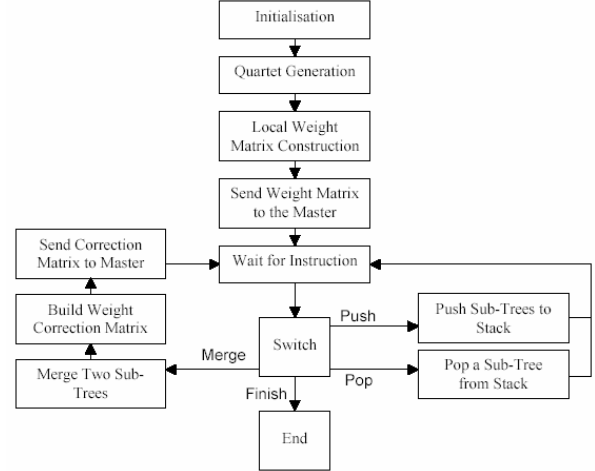 Initialisation
Quartet Generation
Local Weight
Matrix Construction
Send Weight Matrix
to the Master
Send Correction
Matrix to Master
Wait for Instruction
Build Weight
Correction Matrix
Push
Push Sub-Trees to
Stack
Switch
Merge
Merge Two Sub-
Trees
Pop
Pop a Sub-Tree
from Stack
Finish
End